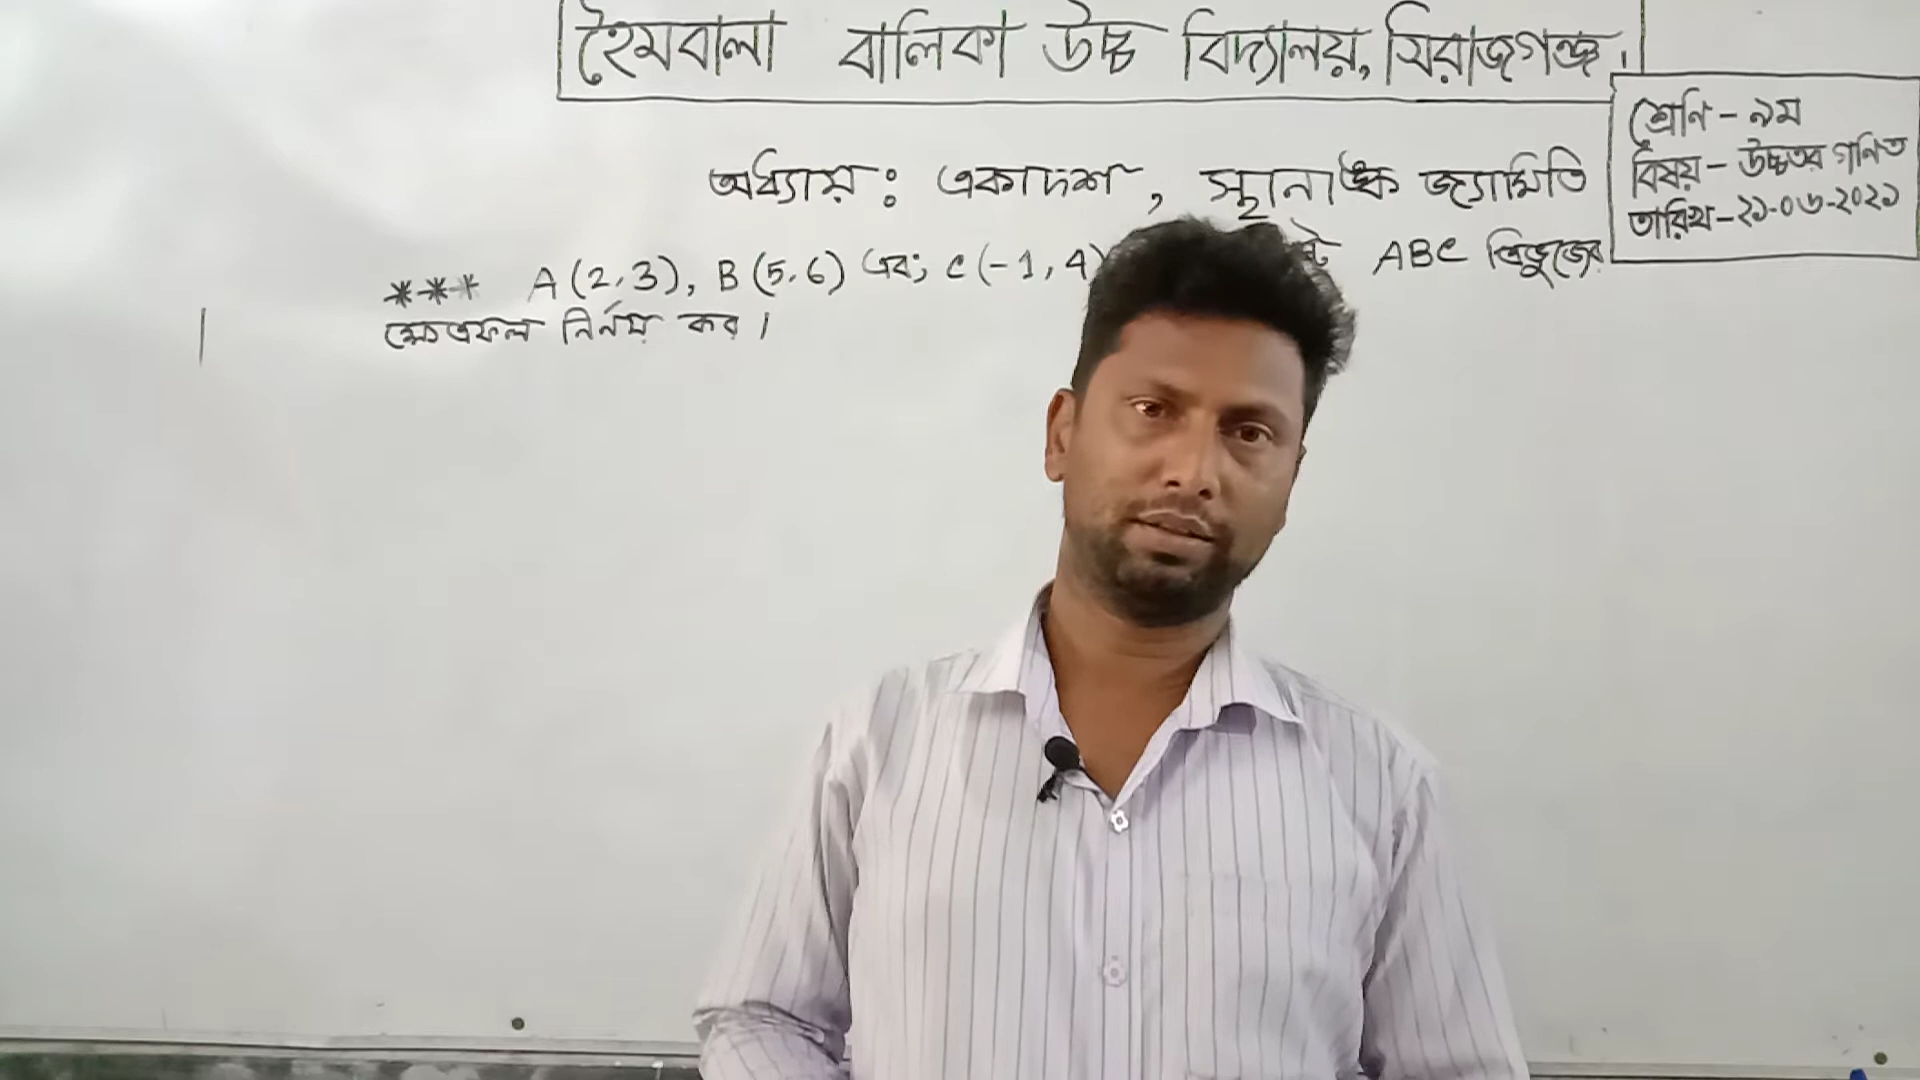 হৈমবালা বালিকা উচ্চ বিদ্যালয়, সিরাজগঞ্জ।
শ্রেণি - ৯ম
বিষয় - উচ্চতর গনিত
তারিখ - ২১-০৬-২০২১
অধ্যায় : একাদশ, স্থানাঙ্ক জ্যামিতি
*** A (2, 3), B (5, 6) এবং C (-1, 4) ABC ত্রিভুজের
ক্ষেত্রফল নির্নয় কর।